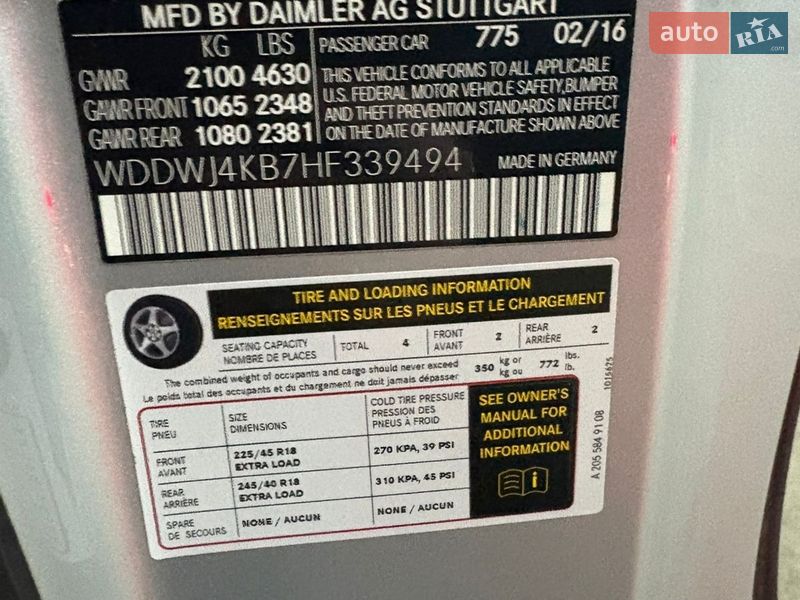 MFD BY DAIMLER AG STUTTGART
KG LBS PASSENGER CAR 775 02/16
GVWR 2100 4630
GAWR FRONT 1065 2348
GAWR REAR 1080 2381
THIS VEHICLE CONFORMS TO ALL APPLICABLE
U.S. FEDERAL MOTOR VEHICLE SAFETY, BUMPER
AND THEFT PREVENTION STANDARDS IN EFFECT
ON THE DATE OF MANUFACTURE SHOWN ABOVE
WDDWJ4KB7HF339494 MADE IN GERMANY
auto RIA.com
TIRE AND LOADING INFORMATION
RENSEIGNEMENTS SUR LES PNEUS ET LE CHARGEMENT
SEATING CAPACITY
NOMBRE DE PLACES
TOTAL 4
FRONT
AVANT
2
REAR
ARRIÈRE
2
The combined weight of occupants and cargo should never exceed
Le poids total des occupants et du chargement ne doit jamais dépasser
350 kg or
kg ou
772 lbs.
lb.
TIRE
PNEU
SIZE
DIMENSIONS
COLD TIRE PRESSURE
PRESSION DES
PNEUS À FROID
FRONT
AVANT
225/45 R18
EXTRA LOAD
270 KPA, 39 PSI
REAR
ARRIÈRE
245/40 R18
EXTRA LOAD
310 KPA, 45 PSI
SPARE
DE SECOURS
NONE / AUCUN
NONE / AUCUN
SEE OWNER'S
MANUAL FOR
ADDITIONAL
INFORMATION
1015675
A 205 584 91 08